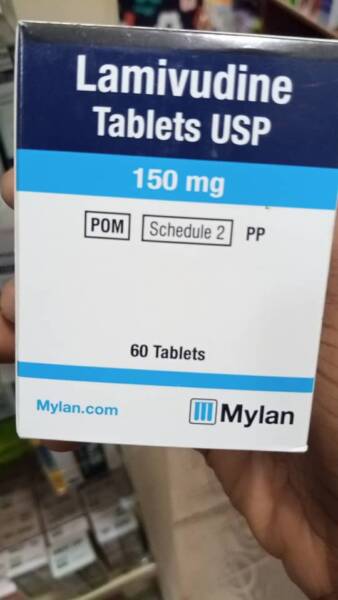 Lamivudine
Tablets USP
150 mg
POM Schedule 2 PP
60 Tablets
Mylan.com Mylan